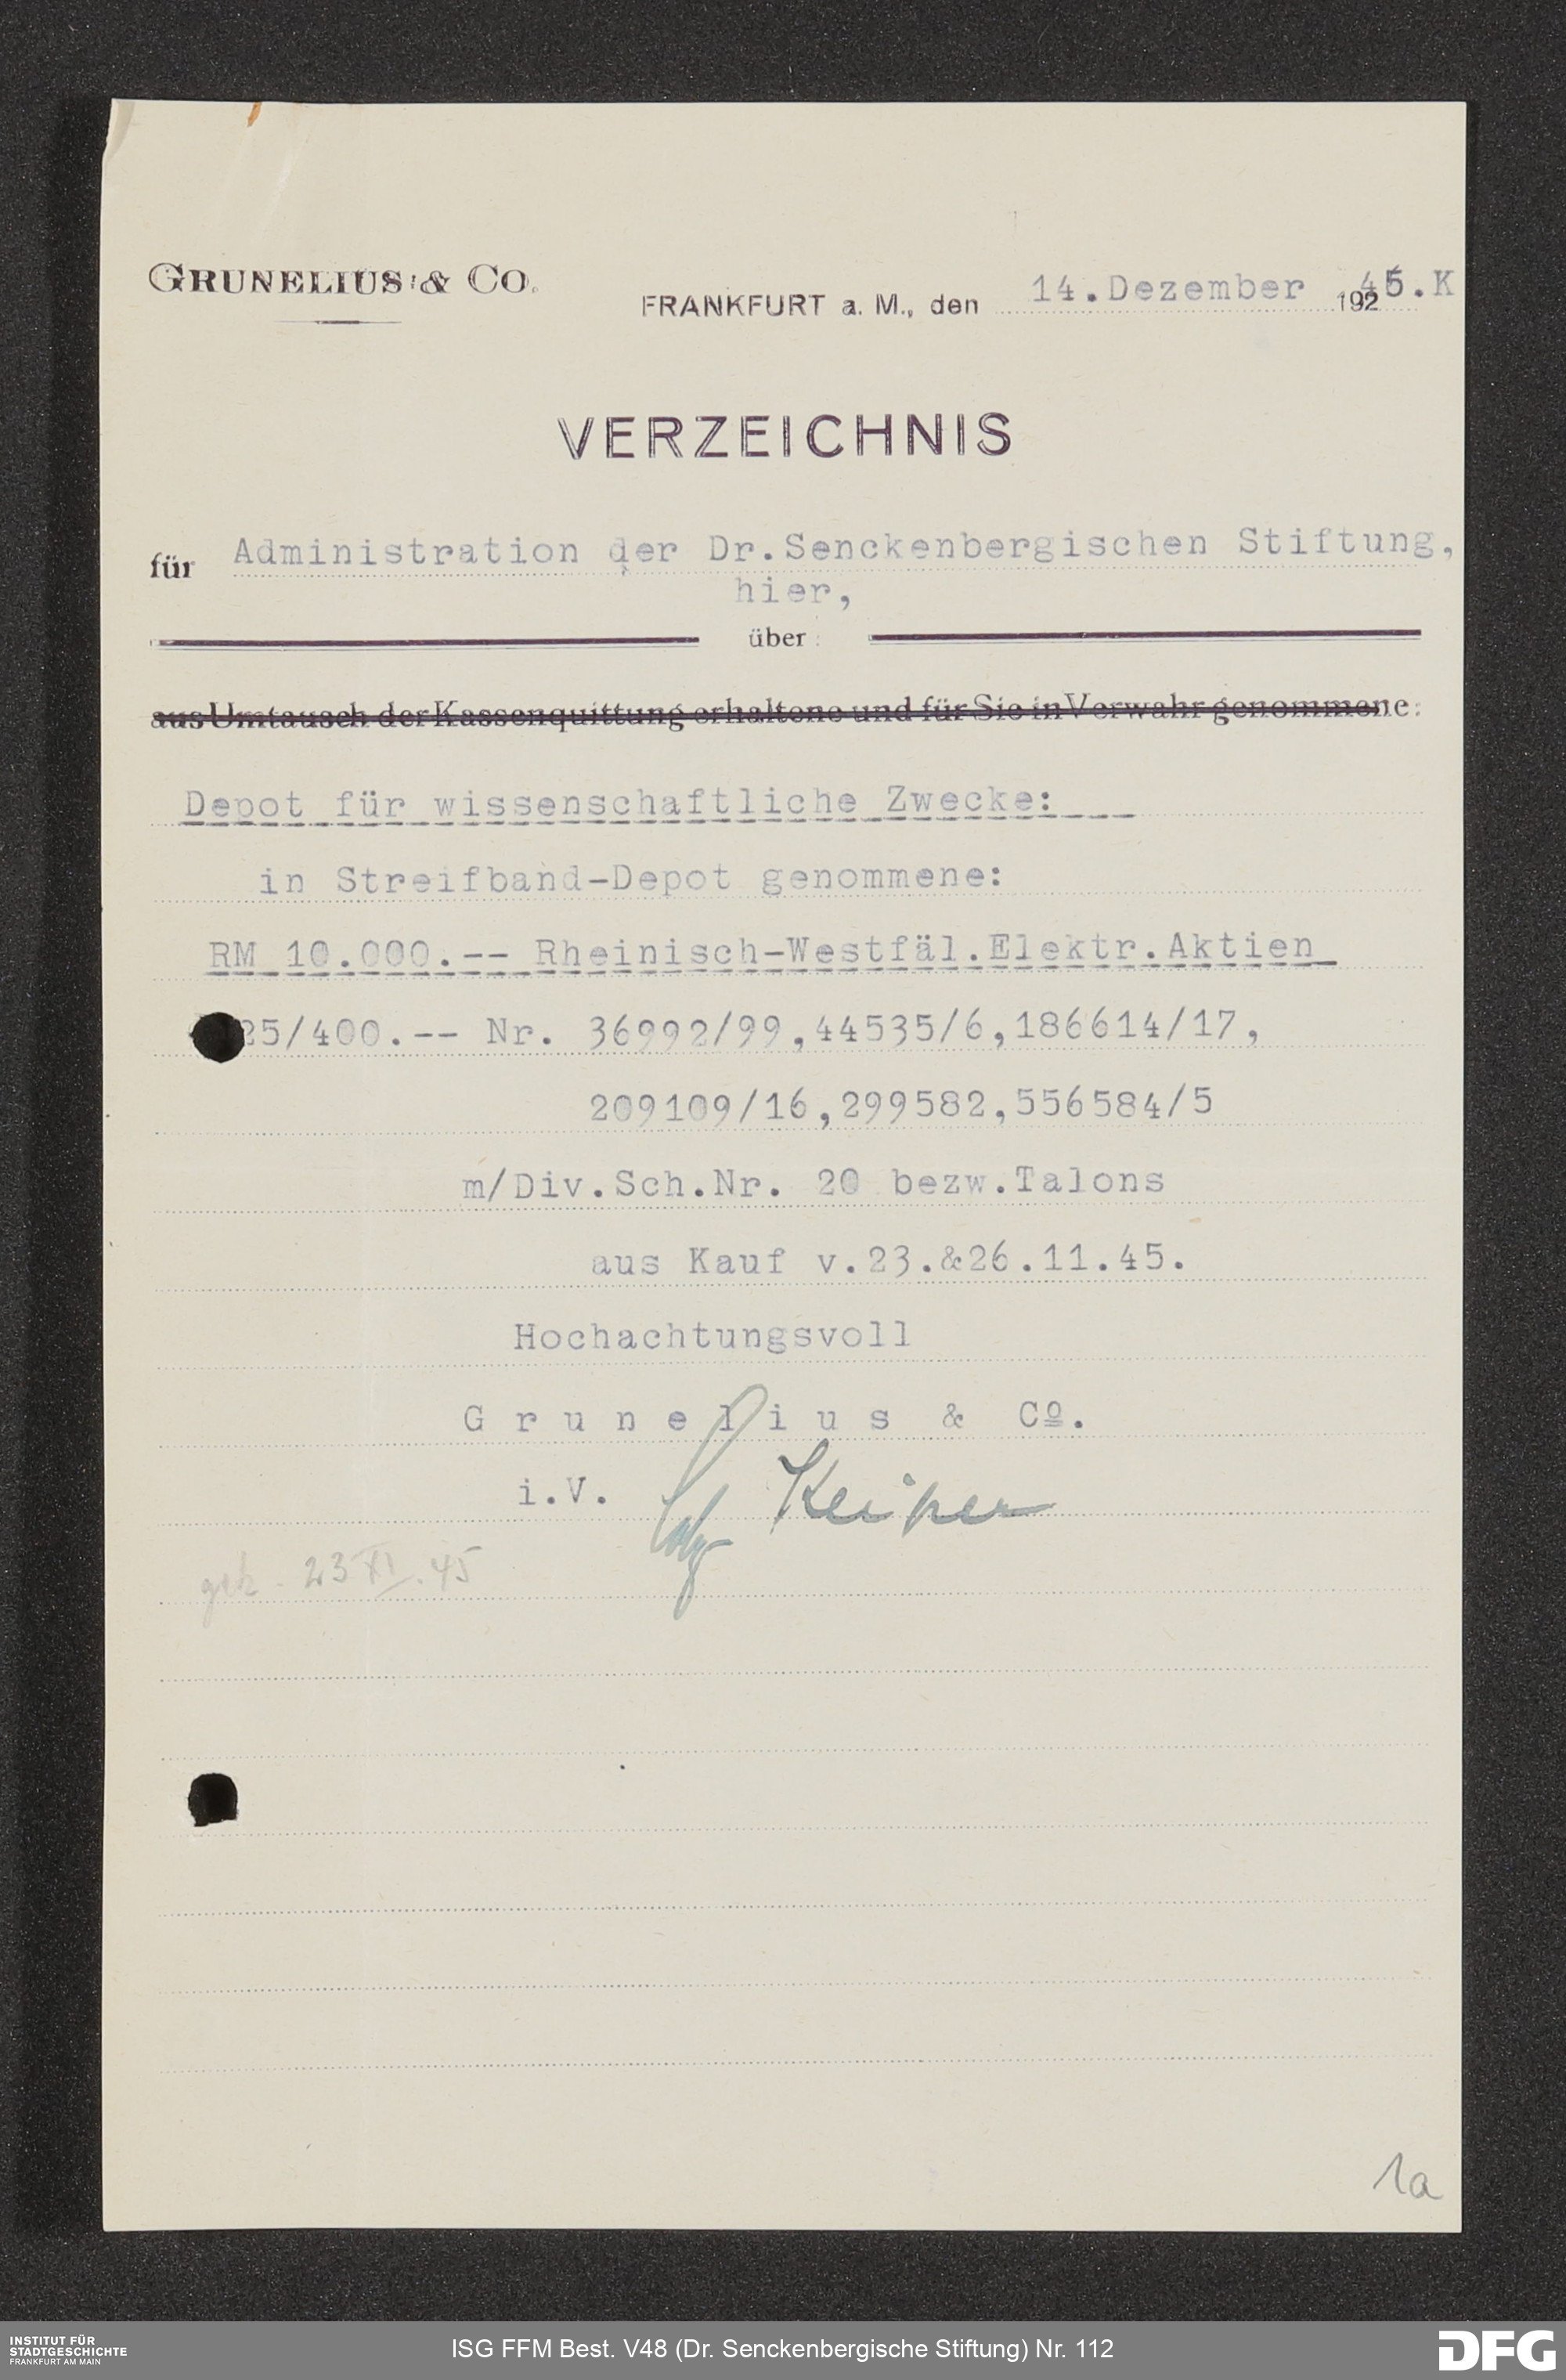 GRUNELIUS & CO.
FRANKFURT a. M., den 14.Dezember 192 45.K
VERZEICHNIS
für Administration der Dr.Senckenbergischen Stiftung,
hier,
über
aus Umtausch der Kassenquittung erhaltene und für Sie in Verwahr genommene:
Depot für wissenschaftliche Zwecke:
in Streifband-Depot genommene:
RM 10.000.-- Rheinisch-Westfäl.Elektr.Aktien
25/400.-- Nr. 36992/99,44535/6,186614/17,
209109/16,299582,556584/5
m/Div.Sch.Nr. 20 bezw.Talons
aus Kauf v.23.&26.11.45.
Hochachtungsvoll
Grunelius & Cº.
i.V. Keiper
23 XI. 45
1a
INSTITUT FÜR
STADTGESCHICHTE
FRANKFURT AM MAIN
ISG FFM Best. V48 (Dr. Senckenbergische Stiftung) Nr. 112
DFG